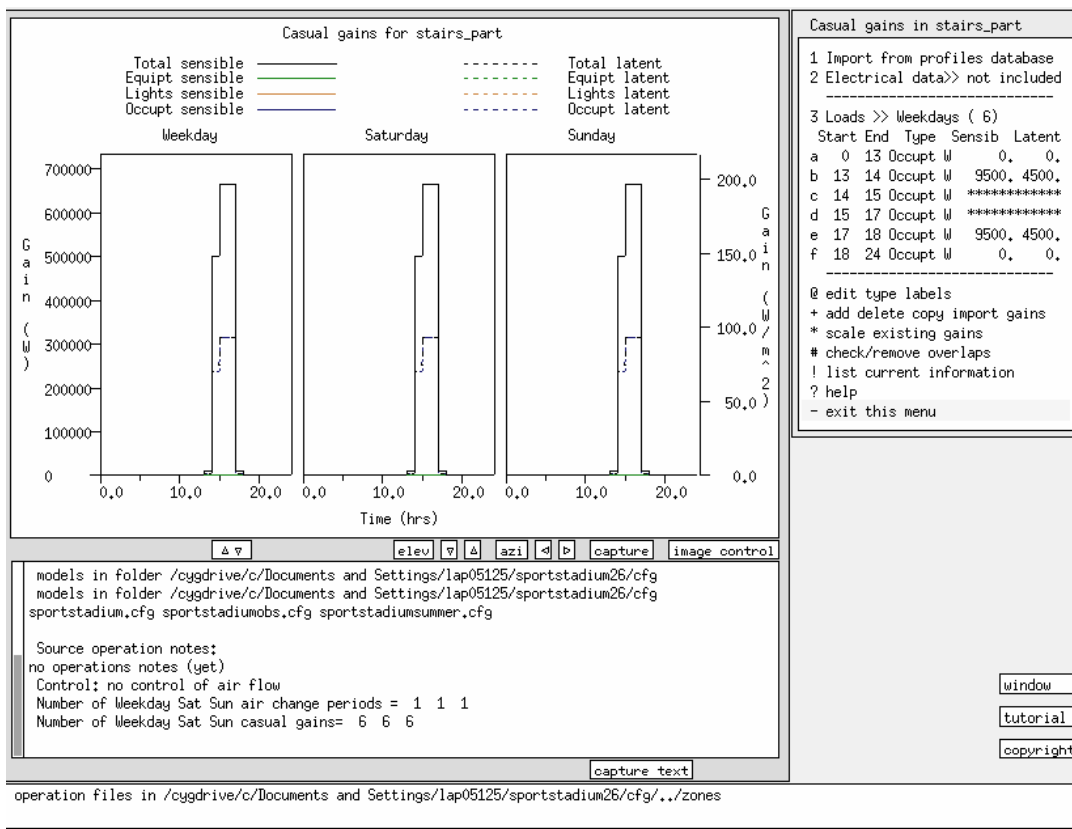 Casual gains for stairs_part
Total sensible Total latent
Equipt sensible Equipt latent
Lights sensible Lights latent
Occupt sensible Occupt latent
Weekday Saturday Sunday
700000
600000
500000
400000
300000
200000
100000
0
Gain (W)
200.0
150.0
100.0
50.0
0.0
Gain (W/m^2)
0.0 10.0 20.0 0.0 10.0 20.0 0.0 10.0 20.0
Time (hrs)
elev azi capture image control
models in folder /cygdrive/c/Documents and Settings/lap05125/sportstadium26/cfg
models in folder /cygdrive/c/Documents and Settings/lap05125/sportstadium26/cfg
sportstadium.cfg sportstadiumobs.cfg sportstadiumsummer.cfg
Source operation notes:
no operations notes (yet)
Control: no control of air flow
Number of Weekday Sat Sun air change periods = 1 1 1
Number of Weekday Sat Sun casual gains= 6 6 6
capture text
operation files in /cygdrive/c/Documents and Settings/lap05125/sportstadium26/cfg/../zones
Casual gains in stairs_part
1 Import from profiles database
2 Electrical data>> not included
------------------------------
3 Loads >> Weekdays ( 6)
Start End Type Sensib Latent
a 0 13 Occupt W 0. 0.
b 13 14 Occupt W 9500. 4500.
c 14 15 Occupt W ************
d 15 17 Occupt W ************
e 17 18 Occupt W 9500. 4500.
f 18 24 Occupt W 0. 0.
------------------------------
@ edit type labels
+ add delete copy import gains
* scale existing gains
# check/remove overlaps
! list current information
? help
- exit this menu
window
tutorial
copyright